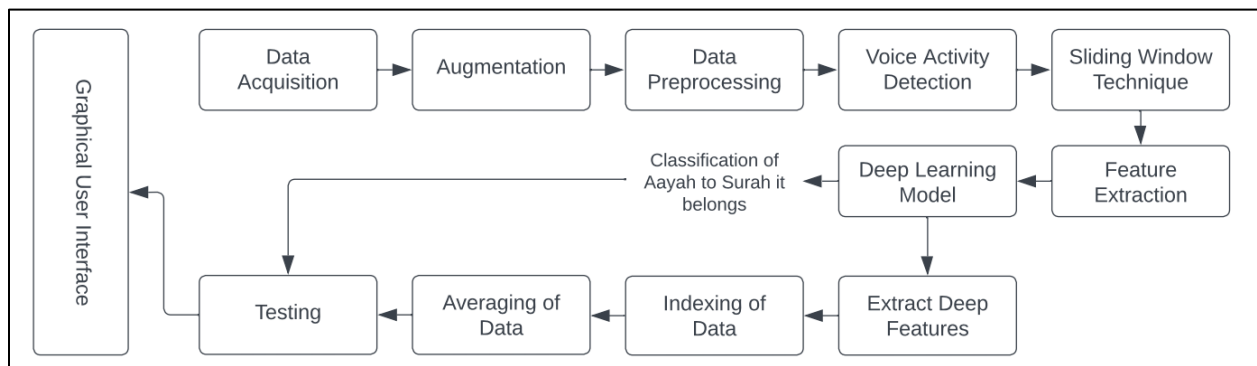 Graphical User Interface
Data
Acquisition
Augmentation
Data
Preprocessing
Voice Activity
Detection
Sliding Window
Technique
Classification of
Aayah to Surah it
belongs
Deep Learning
Model
Feature
Extraction
Testing
Averaging of
Data
Indexing of
Data
Extract Deep
Features